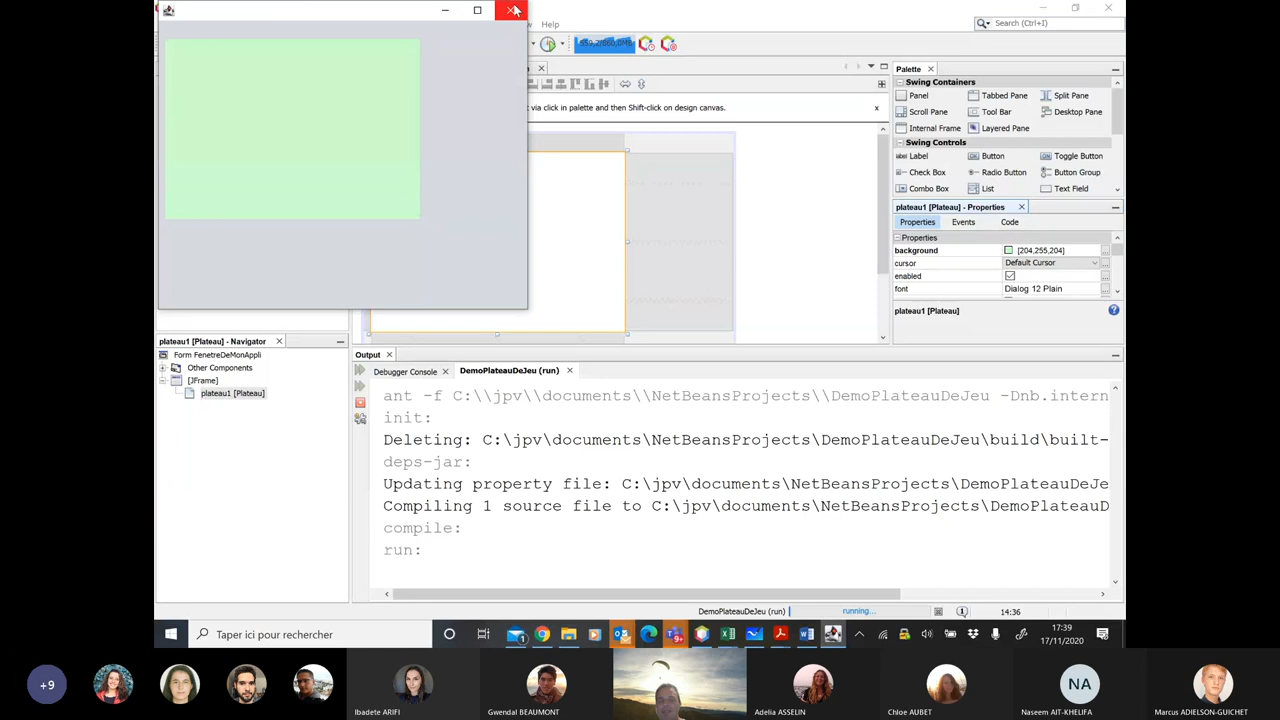 Help
Search (Ctrl+I)
Palette
via click in palette and then Shift-click on design canvas.
x
Swing Containers
Panel
Tabbed Pane
Split Pane
Scroll Pane
Tool Bar
Desktop Pane
Internal Frame
Layered Pane
Swing Controls
Label
Button
Toggle Button
Check Box
Radio Button
Button Group
Combo Box
List
Text Field
plateau1 [Plateau] - Properties
Properties
Events
Code
Properties
background
[204,255,204]
cursor
Default Cursor
enabled
font
Dialog 12 Plain
plateau1 [Plateau]
plateau1 [Plateau] - Navigator
Form FenetreDeMonAppli
Other Components
[JFrame]
plateau1 [Plateau]
Output
Debugger Console
DemoPlateauDeJeu (run)
ant -f C:\\jpv\\documents\\NetBeansProjects\\DemoPlateauDeJeu -Dnb.intern
init:
Deleting: C:\jpv\documents\NetBeansProjects\DemoPlateauDeJeu\build\built-
deps-jar:
Updating property file: C:\jpv\documents\NetBeansProjects\DemoPlateauDeJe
Compiling 1 source file to C:\jpv\documents\NetBeansProjects\DemoPlateauD
compile:
run:
DemoPlateauDeJeu (run)
running...
14:36
Taper ici pour rechercher
17:39
17/11/2020
+9
Ibadete ARIFI
Gwendal BEAUMONT
Adelia ASSELIN
Chloe AUBET
NA
Naseem AIT-KHELIFA
Marcus ADIELSON-GUICHET